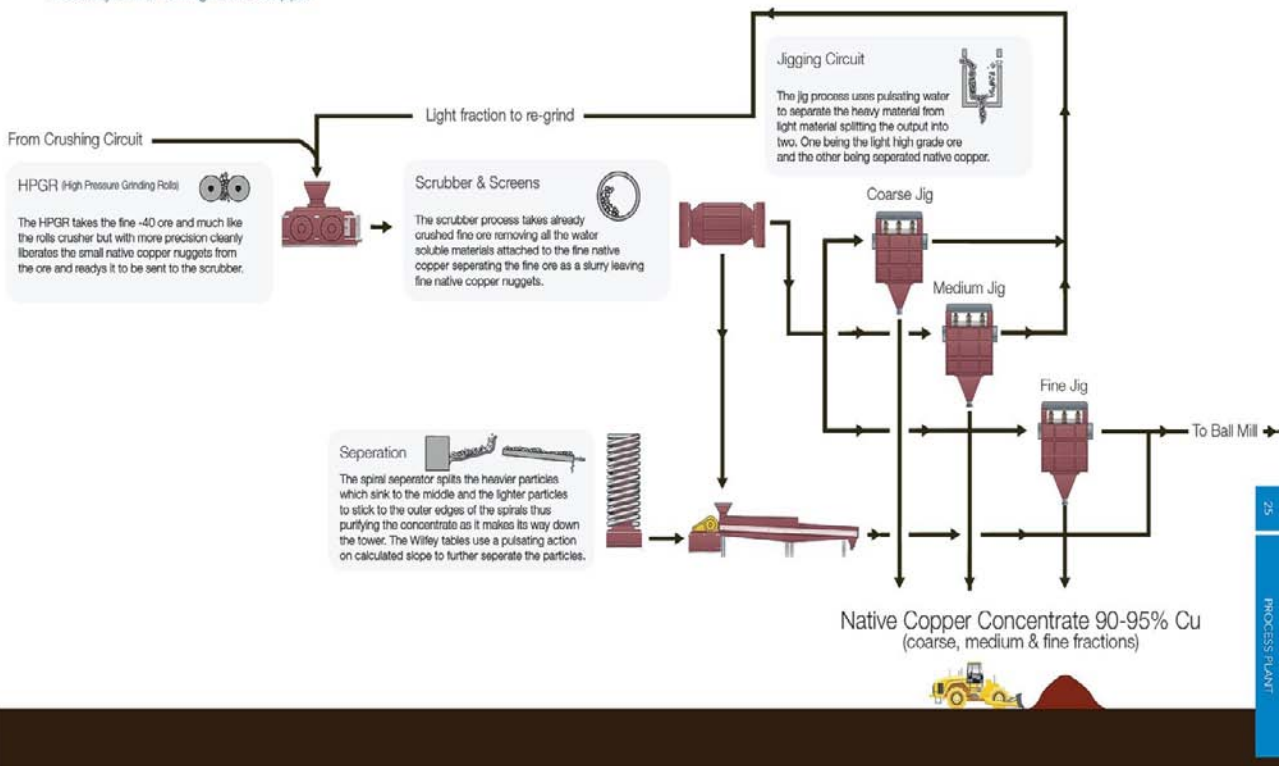 Light fraction to re-grind
From Crushing Circuit
HPGR (High Pressure Grinding Rolls)
The HPGR takes the fine -40 ore and much like
the rolls crusher but with more precision cleanly
liberates the small native copper nuggets from
the ore and readys it to be sent to the scrubber.
Scrubber & Screens
The scrubber process takes already
crushed fine ore removing all the water
soluble materials attached to the fine native
copper seperating the fine ore as a slurry leaving
fine native copper nuggets.
Jigging Circuit
The jig process uses pulsating water
to separate the heavy material from
light material splitting the output into
two. One being the light high grade ore
and the other being seperated native copper.
Coarse Jig
Medium Jig
Fine Jig
To Ball Mill
Seperation
The spiral seperator splits the heavier particles
which sink to the middle and the lighter particles
to stick to the outer edges of the spirals thus
purifying the concentrate as it makes its way down
the tower. The Wilfey tables use a pulsating action
on calculated slope to further seperate the particles.
Native Copper Concentrate 90-95% Cu
(coarse, medium & fine fractions)
25
PROCESS PLANT